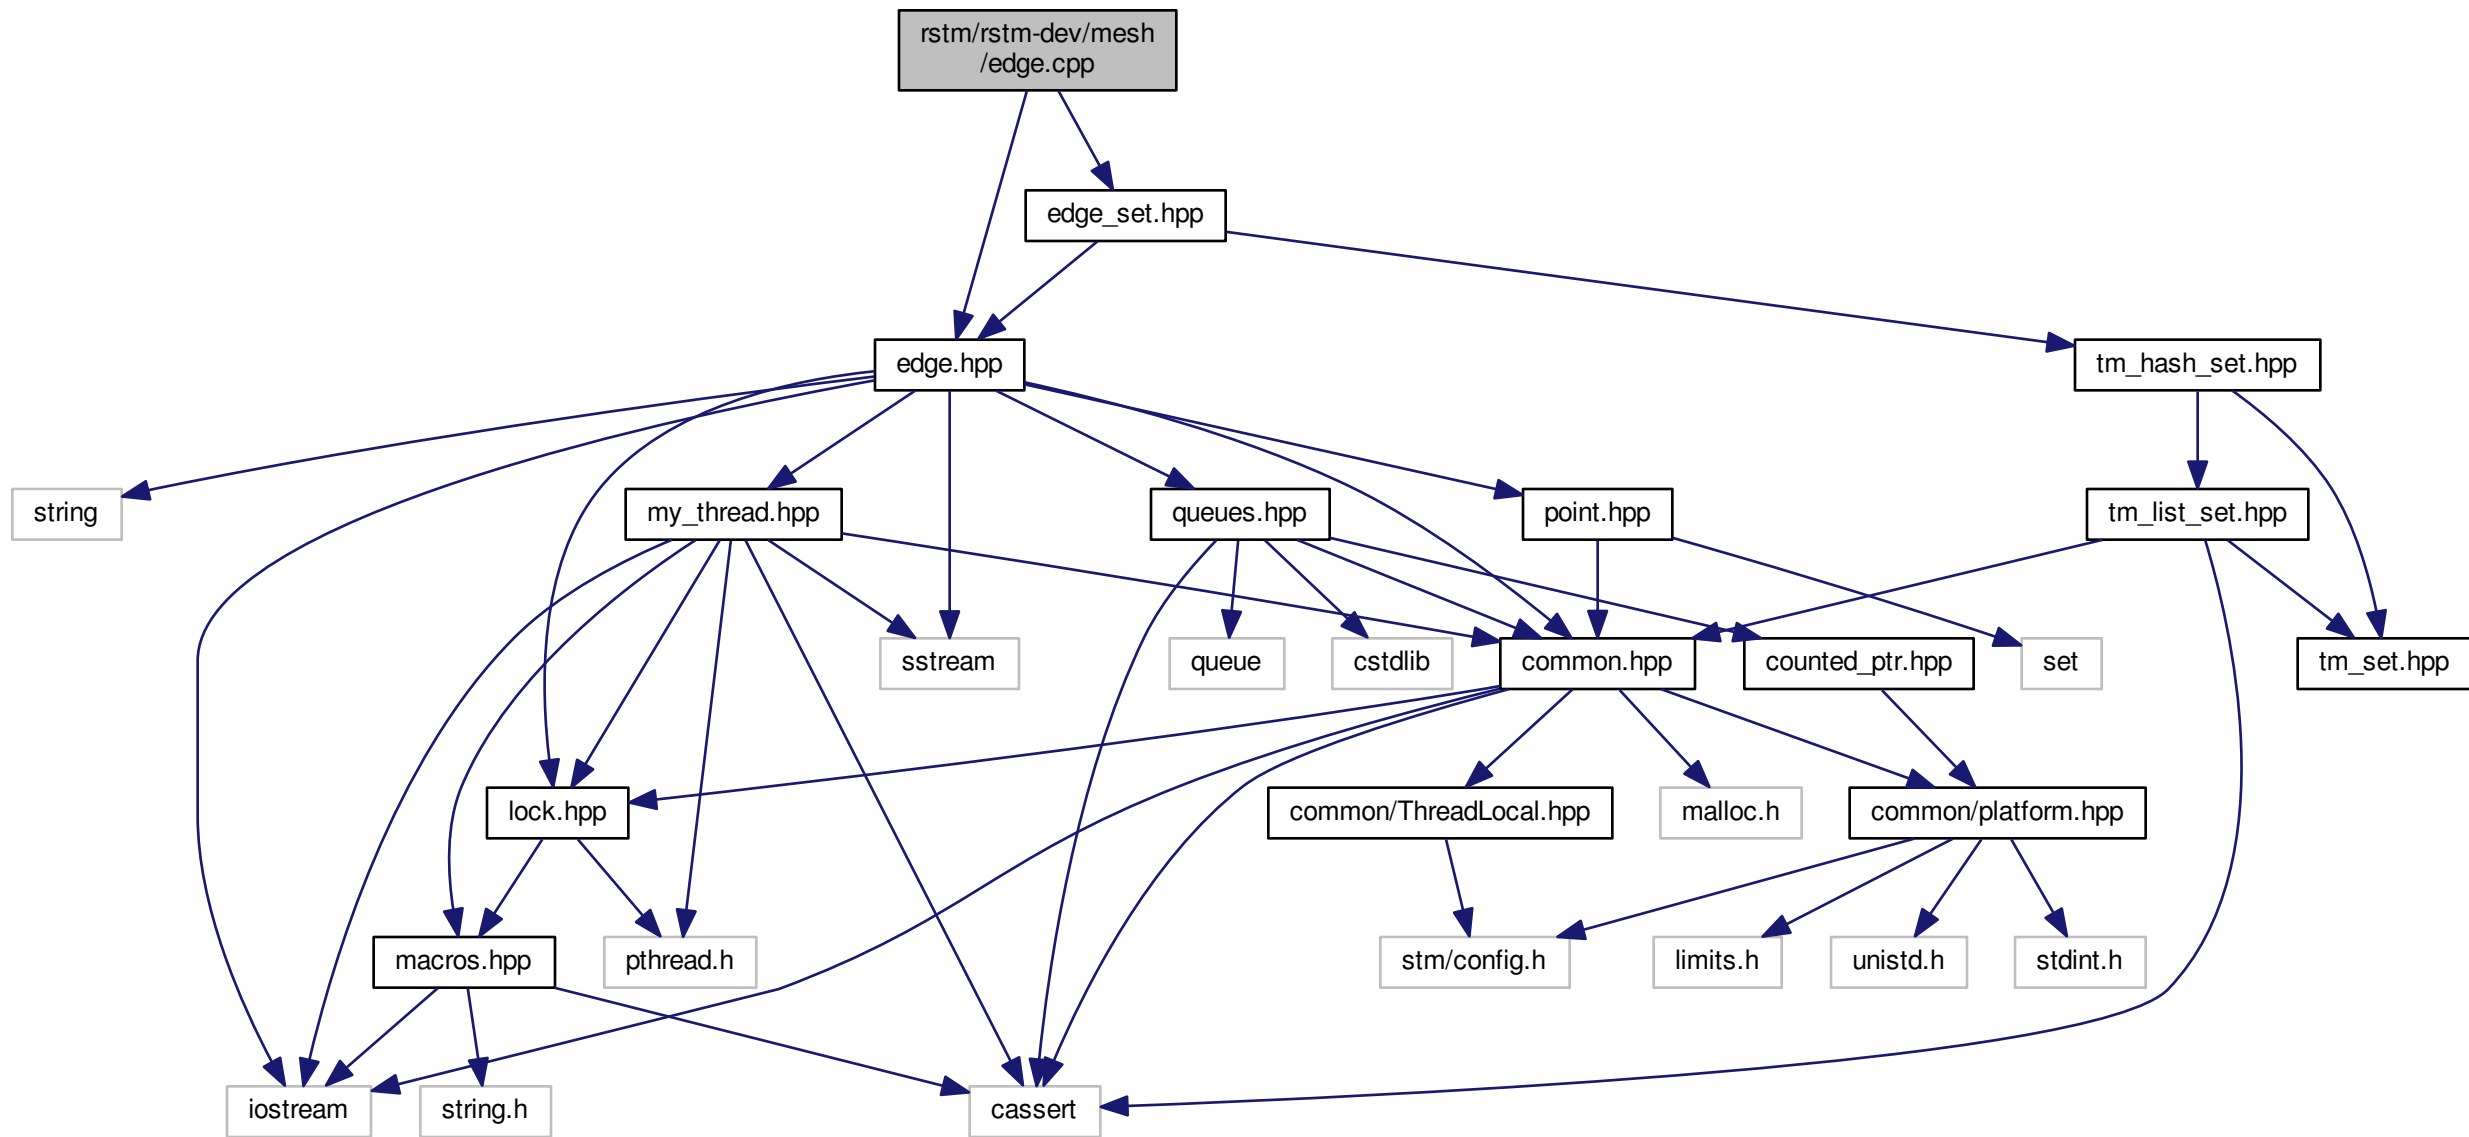 rstm/rstm-dev/mesh
/edge.cpp
edge_set.hpp
edge.hpp
tm_hash_set.hpp
string
my_thread.hpp
queues.hpp
point.hpp
tm_list_set.hpp
sstream
queue
cstdlib
common.hpp
counted_ptr.hpp
set
tm_set.hpp
lock.hpp
common/ThreadLocal.hpp
malloc.h
common/platform.hpp
macros.hpp
pthread.h
stm/config.h
limits.h
unistd.h
stdint.h
iostream
string.h
cassert